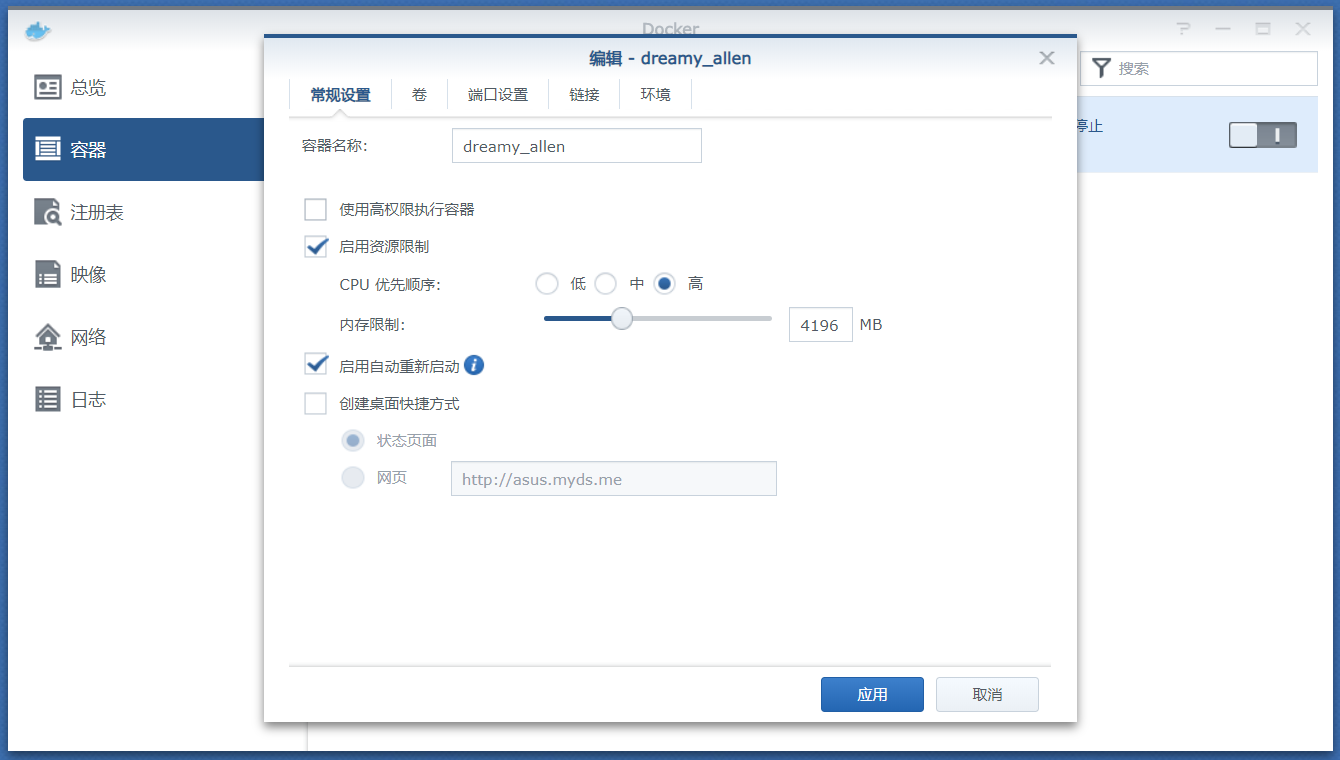 Docker
总览
容器
注册表
映像
网络
日志
搜索
停止
编辑 - dreamy_allen
常规设置 卷 端口设置 链接 环境
容器名称: dreamy_allen
使用高权限执行容器
启用资源限制
CPU 优先顺序: 低 中 高
内存限制: 4196 MB
启用自动重新启动
创建桌面快捷方式
状态页面
网页 http://asus.myds.me
应用 取消